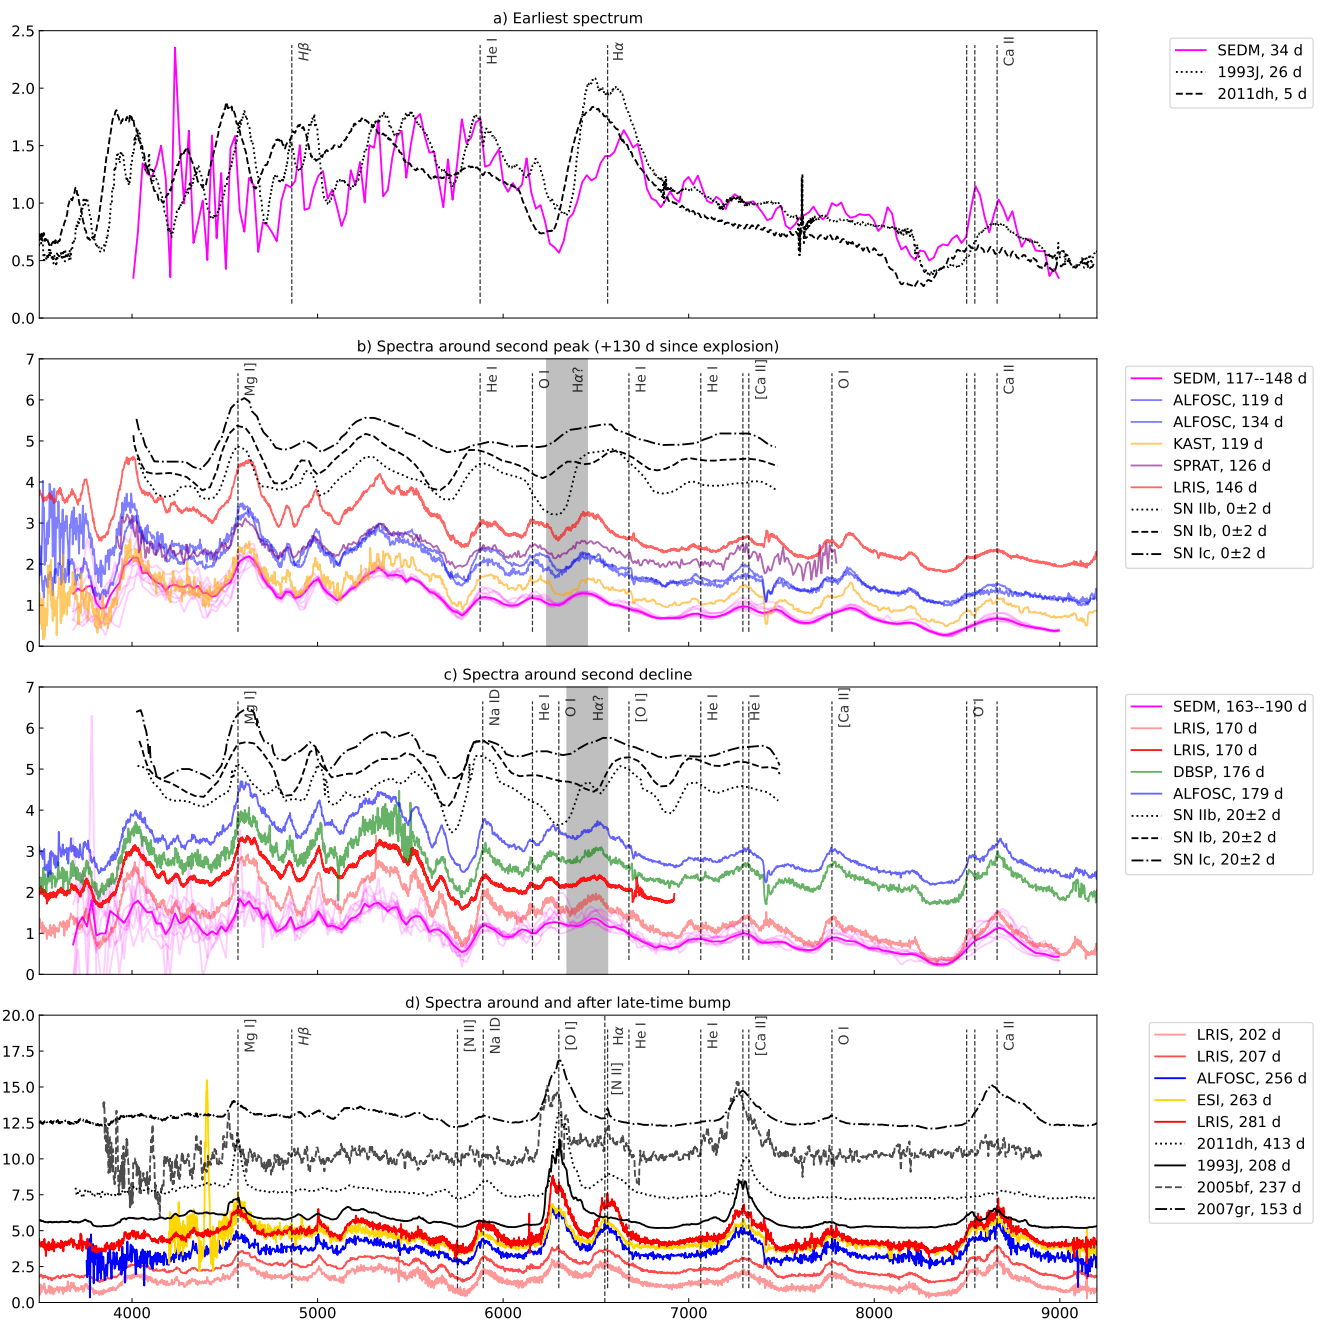 a) Earliest spectrum
2.5
2.0
1.5
1.0
0.5
0.0
Hβ
He I
Hα
Ca II
SEDM, 34 d
1993J, 26 d
2011dh, 5 d
b) Spectra around second peak (+130 d since explosion)
7
6
5
4
3
2
1
0
Mg I]
He I
O I
Hα?
He I
He I
[Ca II]
O I
Ca II
SEDM, 117--148 d
ALFOSC, 119 d
ALFOSC, 134 d
KAST, 119 d
SPRAT, 126 d
LRIS, 146 d
SN IIb, 0±2 d
SN Ib, 0±2 d
SN Ic, 0±2 d
c) Spectra around second decline
7
6
5
4
3
2
1
0
Mg I]
Na ID
He I
O I
Hα?
[O I]
He I
He I
[Ca II]
O I
SEDM, 163--190 d
LRIS, 170 d
LRIS, 170 d
DBSP, 176 d
ALFOSC, 179 d
SN IIb, 20±2 d
SN Ib, 20±2 d
SN Ic, 20±2 d
d) Spectra around and after late-time bump
20.0
17.5
15.0
12.5
10.0
7.5
5.0
2.5
0.0
Mg I]
Hβ
[N II]
Na ID
[O I]
[N II]
Hα
He I
He I
[Ca II]
O I
Ca II
LRIS, 202 d
LRIS, 207 d
ALFOSC, 256 d
ESI, 263 d
LRIS, 281 d
2011dh, 413 d
1993J, 208 d
2005bf, 237 d
2007gr, 153 d
4000 5000 6000 7000 8000 9000